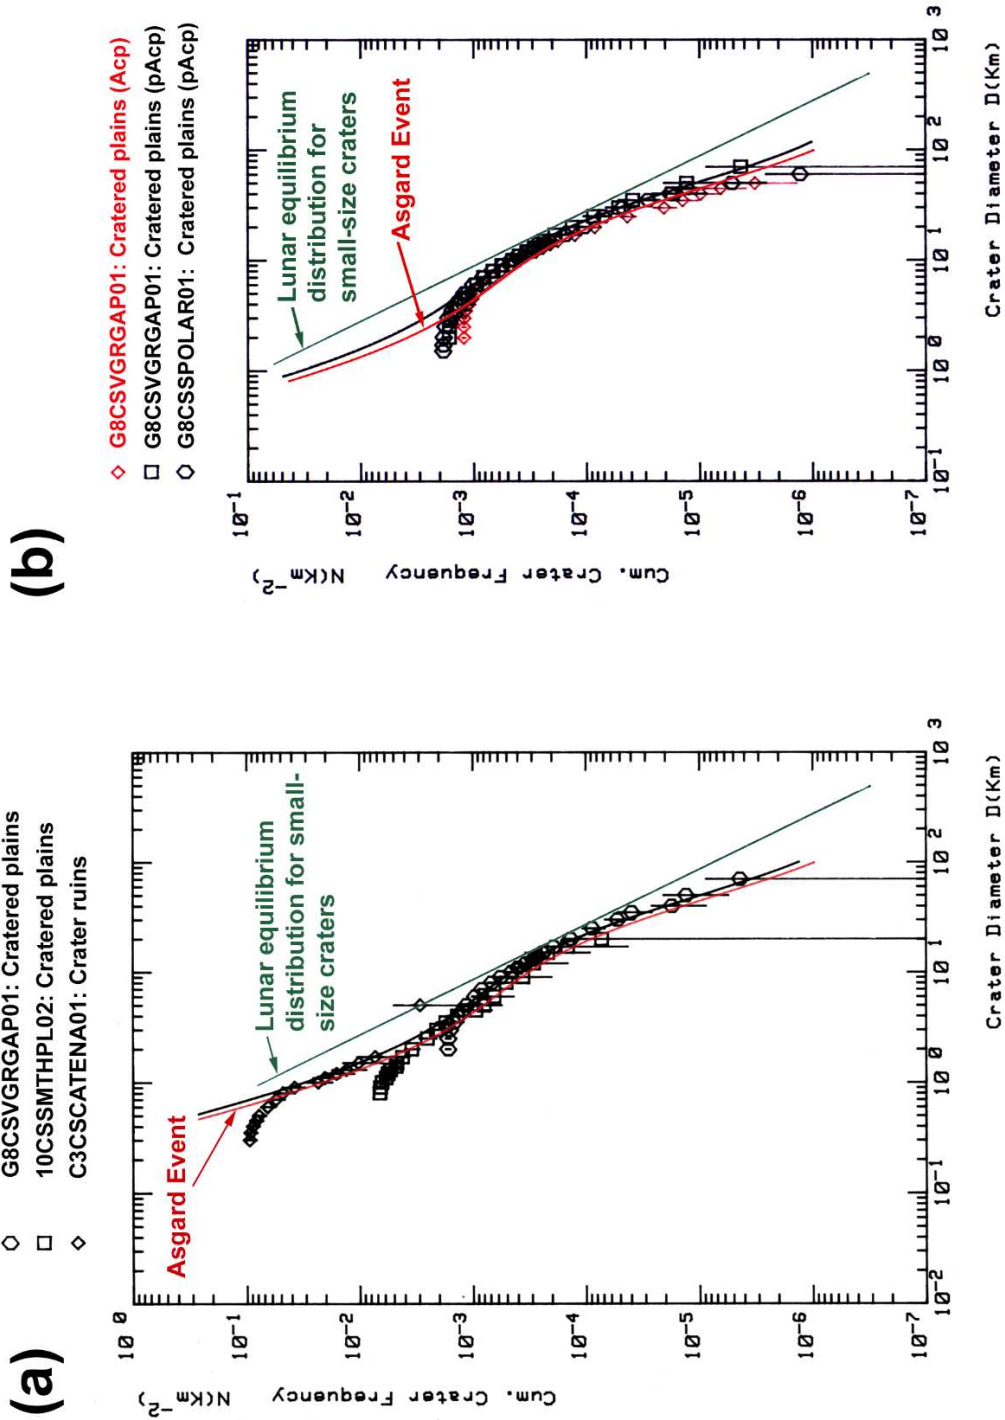 (a)
G8CSVGRGAP01: Cratered plains
10CSSMTHPL02: Cratered plains
C3CSCATENA01: Crater ruins
10 0
10-1
10-2
10-3
10-4
10-5
10-6
10-7
Cum. Crater Frequency N(Km-2)
Asgard Event
Lunar equilibrium
distribution for small-
size craters
10-2
10-1
10 0
10 1
10 2
10 3
Crater Diameter D(Km)
(b)
G8CSVGRGAP01: Cratered plains (Acp)
G8CSVGRGAP01: Cratered plains (pAcp)
G8CSSPOLAR01: Cratered plains (pAcp)
10-1
10-2
10-3
10-4
10-5
10-6
10-7
Cum. Crater Frequency N(Km-2)
Lunar equilibrium
distribution for
small-size craters
Asgard Event
10-1
10 0
10 1
10 2
10 3
Crater Diameter D(Km)